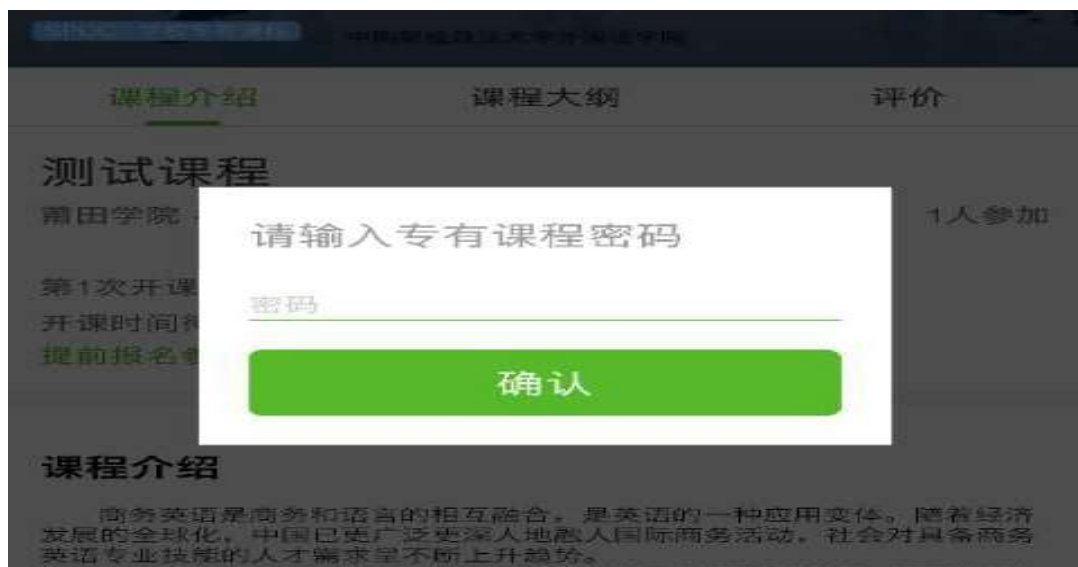 课程介绍 课程大纲 评价
测试课程
莆田学院
1人参加
请输入专有课程密码
第1次开课
密码
开课时间
提前报名
确认
课程介绍
商务英语是商务和语言的相互融合。是英语的一种应用变体。随着经济
发展的全球化。中国已更广泛更深入地融入国际商务活动。社会对具备商务
英语专业技能的人才需求呈不断上升趋势。